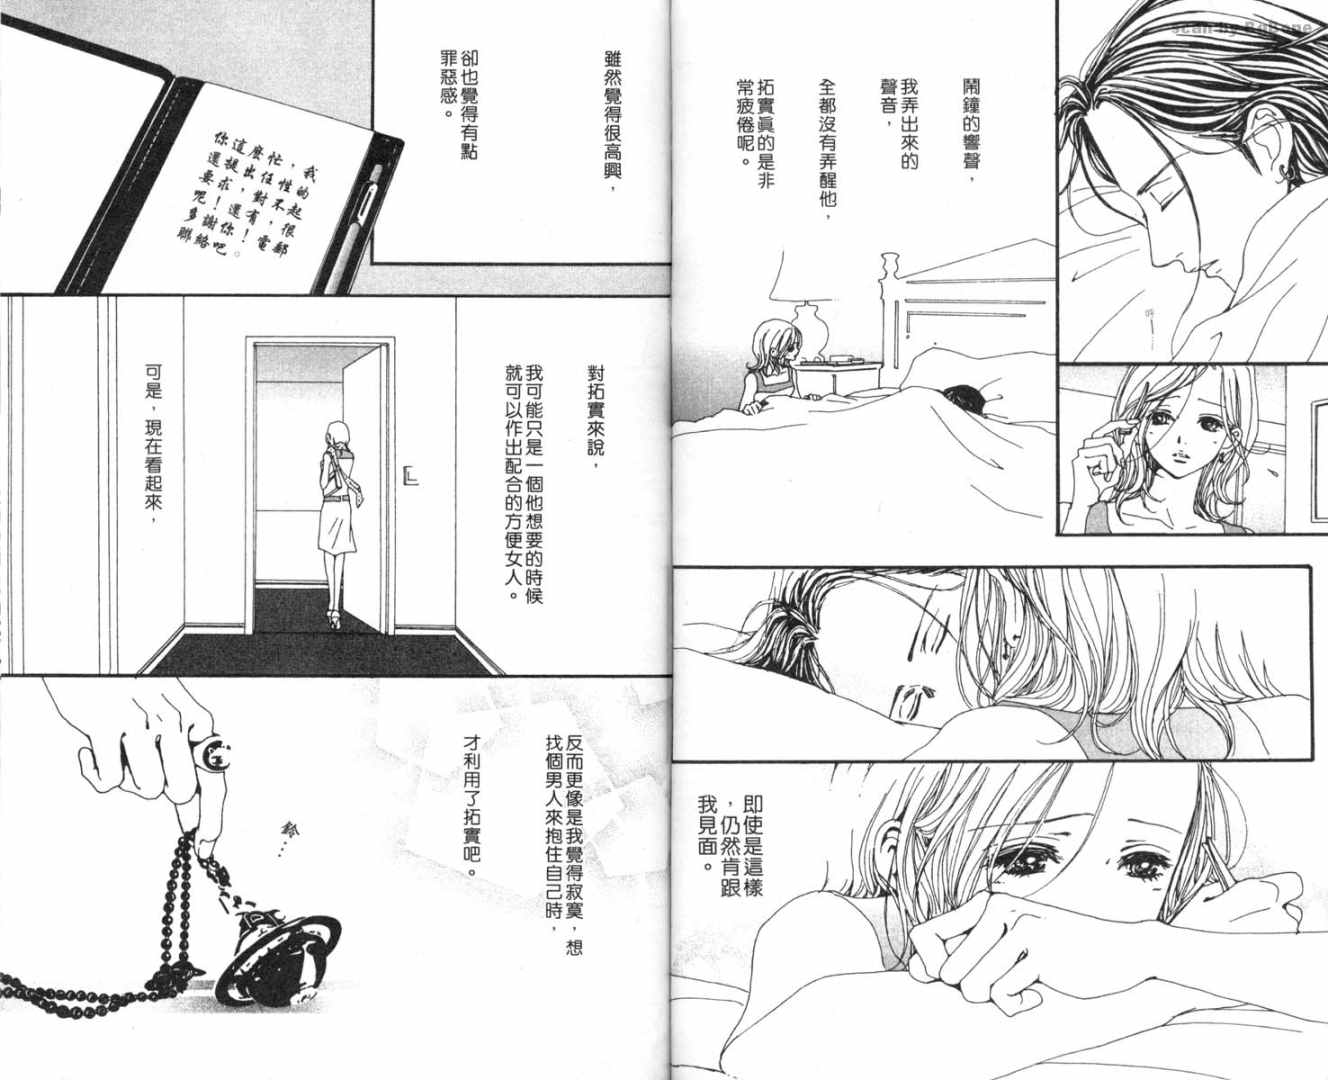 Scan by
鬧鐘的響聲，
我弄出來的
聲音，
全都沒有弄醒他，
拓實真的是非
常疲倦呢。
即使是這樣
，仍然肯跟
我見面。
雖然覺得很高興，
卻也覺得有點
罪惡感。
你這麼忙，我
還提出任性的
要求，對不起
呢！還有，很
多謝你！電郵
聯絡吧。
對拓實來說，
我可能只是一個他想要的時候
就可以作出配合的方便女人。
可是，現在看起來，
反而更像是我覺得寂寞，想
找個男人來抱住自己時，
才利用了拓實吧。
鈴…